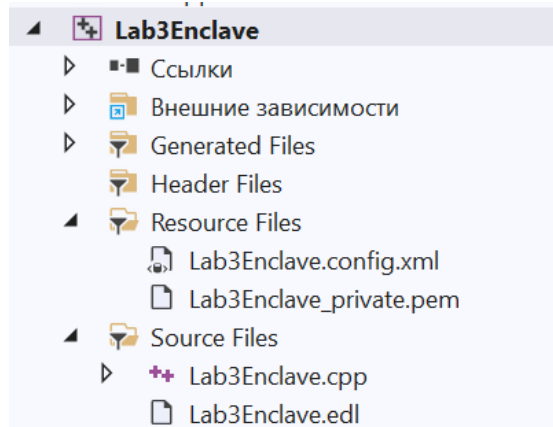 Lab3Enclave
Ссылки
Внешние зависимости
Generated Files
Header Files
Resource Files
Lab3Enclave.config.xml
Lab3Enclave_private.pem
Source Files
Lab3Enclave.cpp
Lab3Enclave.edl